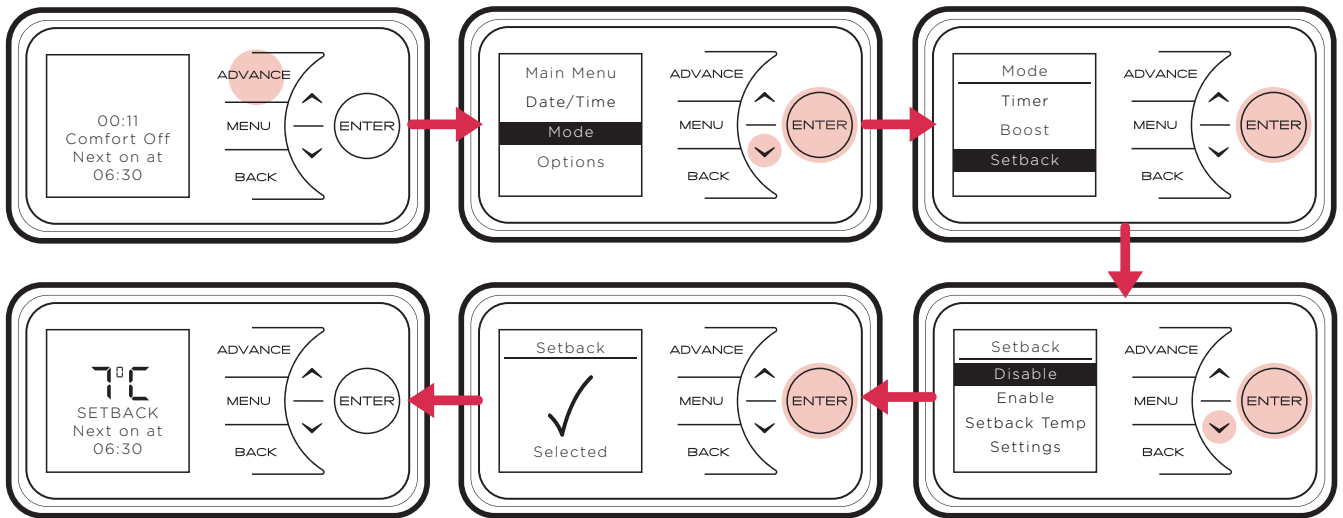 00:11
Comfort Off
Next on at
06:30
ADVANCE
MENU
BACK
ENTER
Main Menu
Date/Time
Mode
Options
ADVANCE
MENU
BACK
ENTER
Mode
Timer
Boost
Setback
ADVANCE
MENU
BACK
ENTER
7°C
SETBACK
Next on at
06:30
ADVANCE
MENU
BACK
ENTER
Setback
Selected
ADVANCE
MENU
BACK
ENTER
Setback
Disable
Enable
Setback Temp
Settings
ADVANCE
MENU
BACK
ENTER